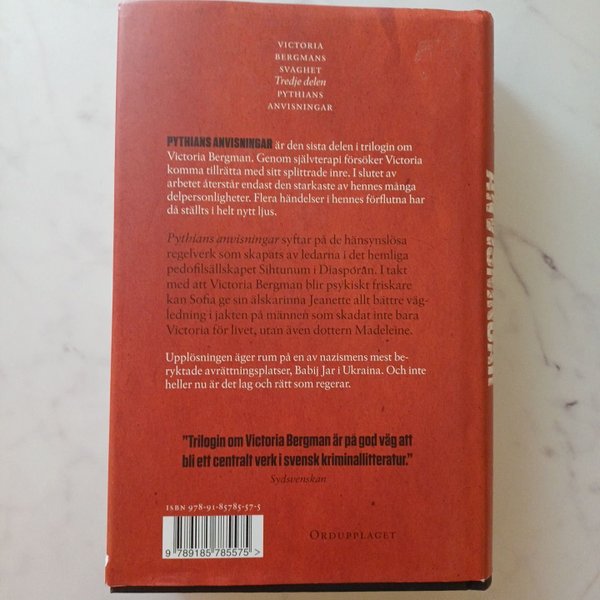 VICTORIA
BERGMANS
SVAGHET
Tredje delen
PYTHIANS
ANVISNINGAR
PYTHIANS ANVISNINGAR är den sista delen i trilogin om
Victoria Bergman. Genom självterapi försöker Victoria
komma tillrätta med sitt splittrade inre. I slutet av
arbetet återstår endast den starkaste av hennes många
delpersonligheter. Flera händelser i hennes förflutna har
då ställts i helt nytt ljus.
Pythians anvisningar syftar på de hänsynslösa
regelverk som skapats av ledarna i det hemliga
pedofilsällskapet Sihtunum i Diasporan. I takt
med att Victoria Bergman blir psykiskt friskare
kan Sofia ge sin älskarinna Jeanette allt bättre väg-
ledning i jakten på männen som skadat inte bara
Victoria för livet, utan även dottern Madeleine.
Upplösningen äger rum på en av nazismens mest be-
ryktade avrättningsplatser, Babij Jar i Ukraina. Och inte
heller nu är det lag och rätt som regerar.
"Trilogin om Victoria Bergman är på god väg att
bli ett centralt verk i svensk kriminallitteratur."
Sydsvenskan
ISBN 978-91-85785-57-5
9 789185 785575 >
ORDUPPLAGET
ANVISNINGAR